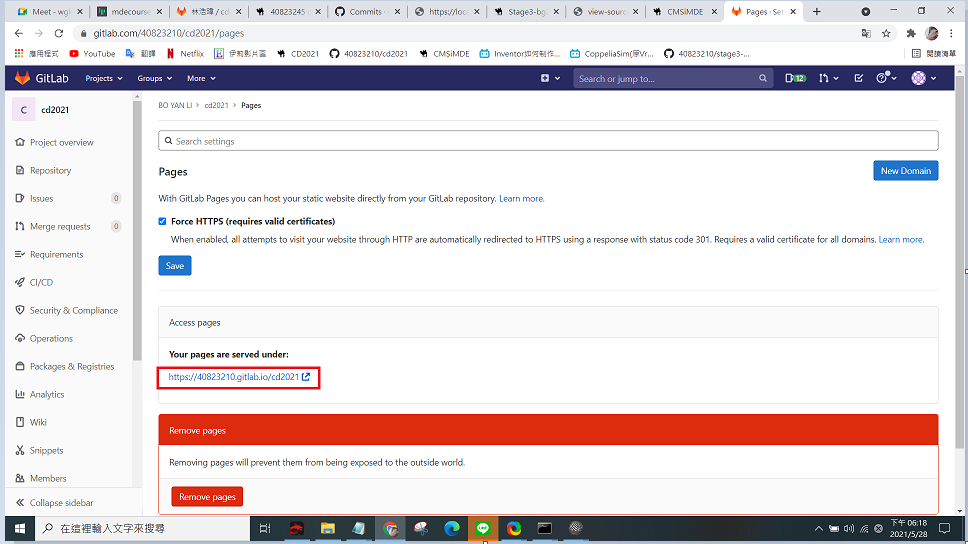 Meet - wgk
mdecourse
林浩瑋 / cd
40823245
Commits ·
https://loca
Stage3-bg
view-sourc
CMSiMDE
Pages · Set
gitlab.com/40823210/cd2021/pages
應用程式
YouTube
翻譯
Netflix
伊莉影片區
CD2021
40823210/cd2021
CMSiMDE
Inventor如何制作...
CoppeliaSim(原Vr...
40823210/stage3-...
閱讀清單
GitLab
Projects
Groups
More
Search or jump to...
12
C
cd2021
BO YAN LI > cd2021 > Pages
Project overview
Repository
Issues 0
Merge requests 0
Requirements
CI/CD
Security & Compliance
Operations
Packages & Registries
Analytics
Wiki
Snippets
Members
Collapse sidebar
Search settings
Pages
New Domain
With GitLab Pages you can host your static website directly from your GitLab repository. Learn more.
Force HTTPS (requires valid certificates)
When enabled, all attempts to visit your website through HTTP are automatically redirected to HTTPS using a response with status code 301. Requires a valid certificate for all domains. Learn more.
Save
Access pages
Your pages are served under:
https://40823210.gitlab.io/cd2021
Remove pages
Removing pages will prevent them from being exposed to the outside world.
Remove pages
在這裡輸入文字來搜尋
下午 06:18
2021/5/28